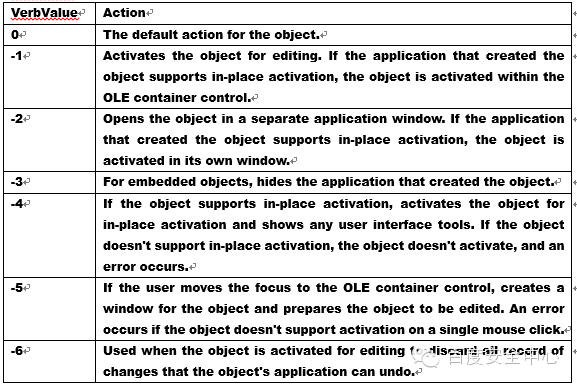 VerbValue Action
0 The default action for the object.
-1 Activates the object for editing. If the application that created the
object supports in-place activation, the object is activated within the
OLE container control.
-2 Opens the object in a separate application window. If the application
that created the object supports in-place activation, the object is
activated in its own window.
-3 For embedded objects, hides the application that created the object.
-4 If the object supports in-place activation, activates the object for
in-place activation and shows any user interface tools. If the object
doesn't support in-place activation, the object doesn't activate, and an
error occurs.
-5 If the user moves the focus to the OLE container control, creates a
window for the object and prepares the object to be edited. An error
occurs if the object doesn't support activation on a single mouse click.
-6 Used when the object is activated for editing to discard all record of
changes that the object's application can undo.
百度安全中心